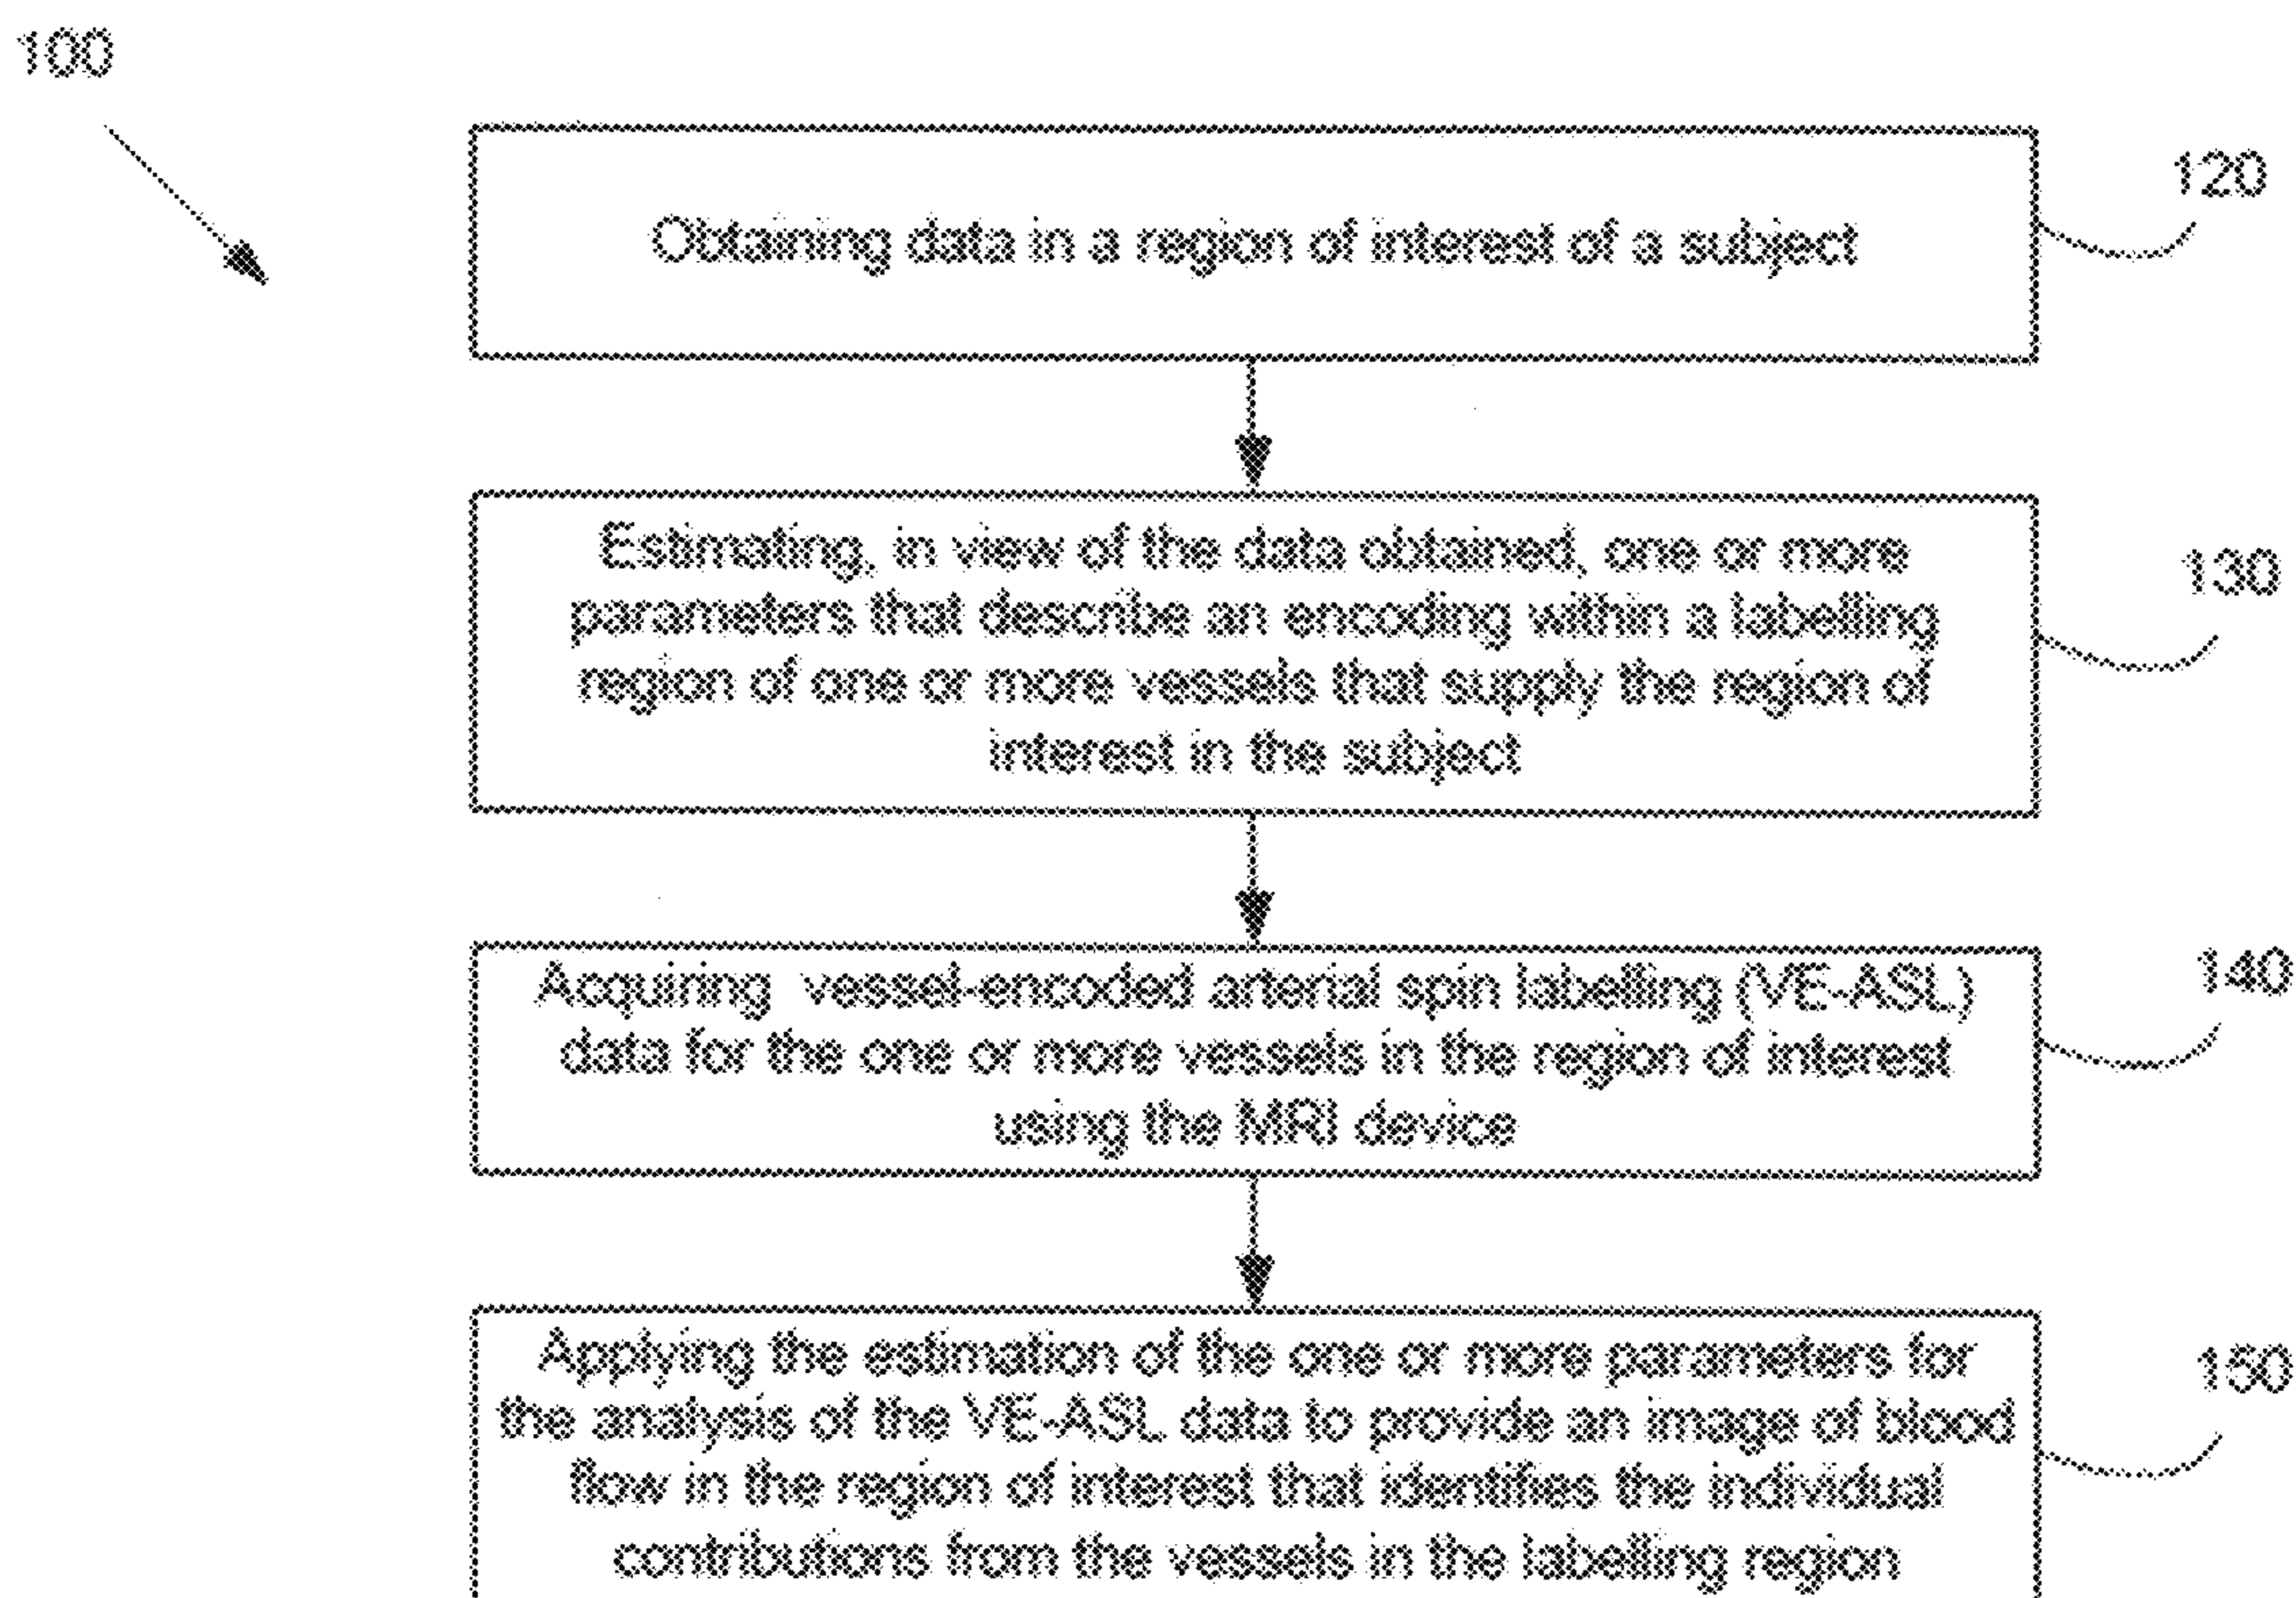 100
120
Obtaining data in a region of interest of a subject
130
Estimating, in view of the data obtained, one or more
parameters that describe an encoding within a labelling
region of one or more vessels that supply the region of
interest in the subject
140
Acquiring vessel-encoded arterial spin labelling (VE-ASL)
data for the one or more vessels in the region of interest
using the MRI device
150
Applying the estimation of the one or more parameters for
the analysis of the VE-ASL data to provide an image of blood
flow in the region of interest that identifies the individual
contributions from the vessels in the labelling region